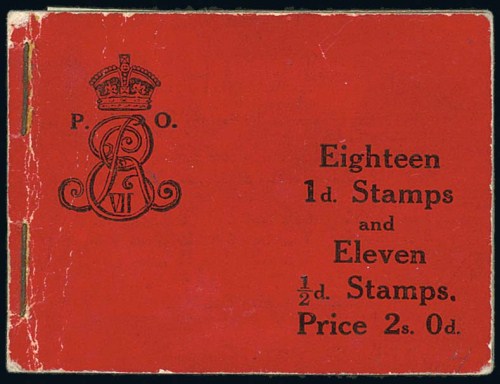 P. O.
VII
Eighteen
1d. Stamps
and
Eleven
½d. Stamps.
Price 2s. 0d.